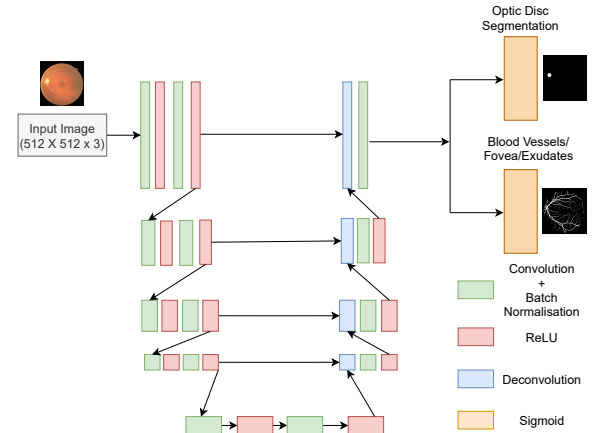 Optic Disc
Segmentation
Input Image
(512 X 512 x 3)
Blood Vessels/
Fovea/Exudates
Convolution
+
Batch
Normalisation
ReLU
Deconvolution
Sigmoid